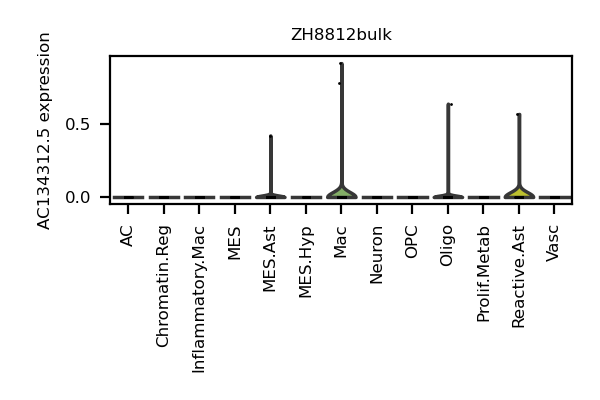 ZH8812bulk
AC134312.5 expression
0.5
0.0
AC
Chromatin.Reg
Inflammatory.Mac
MES
MES.Ast
MES.Hyp
Mac
Neuron
OPC
Oligo
Prolif.Metab
Reactive.Ast
Vasc